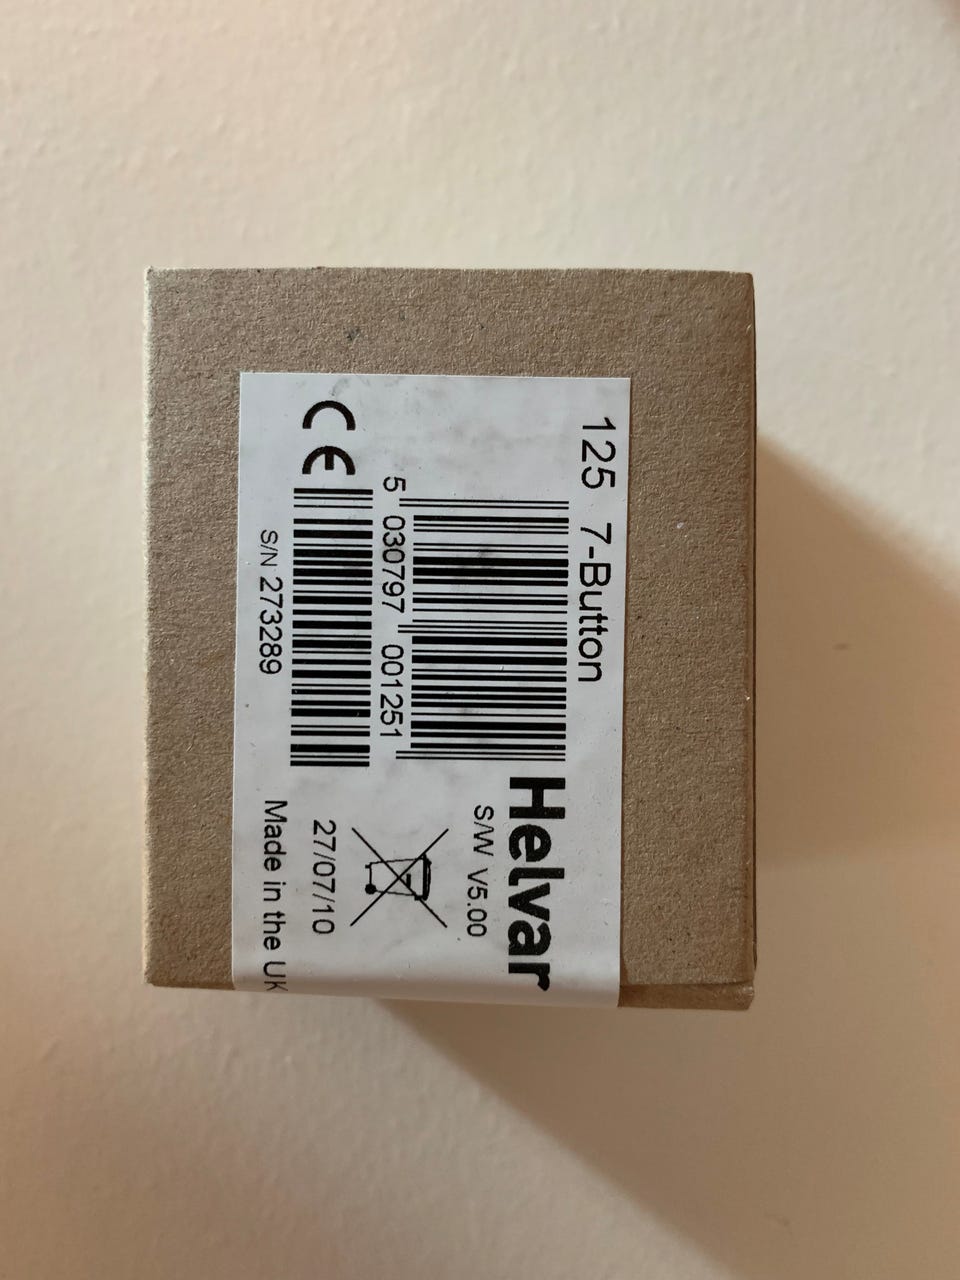 125 7-Button
5 030797 001251
CE
S/N 273289
Helvar
S/W V5.00
27/07/10
Made in the UK